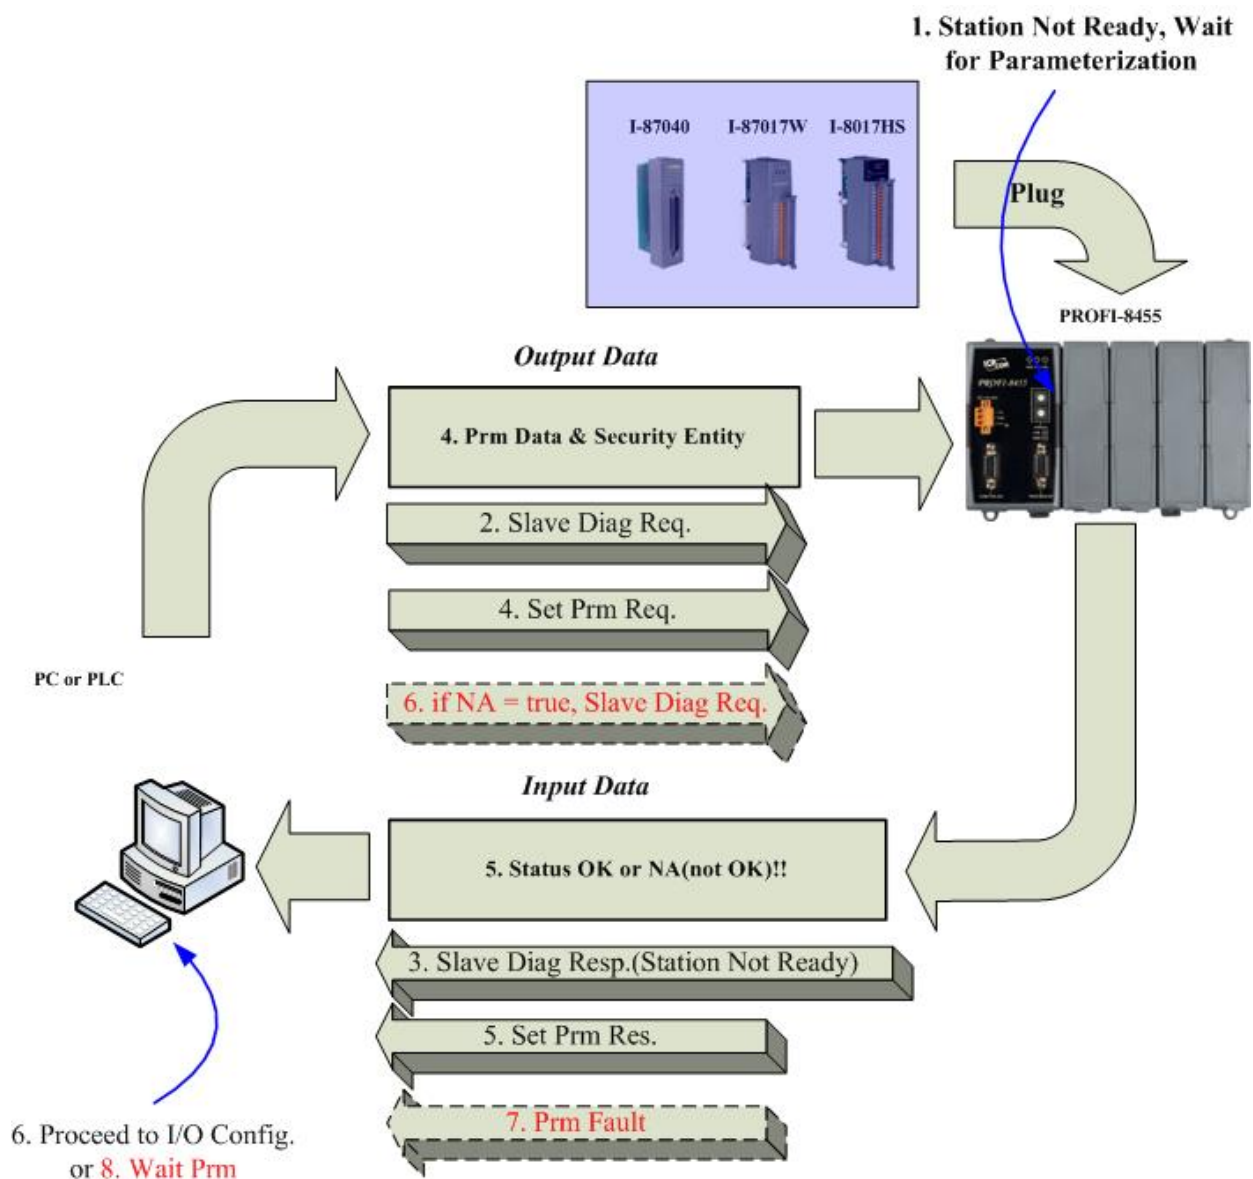 1. Station Not Ready, Wait
for Parameterization
I-87040
I-87017W
I-8017HS
Plug
PROFI-8455
Output Data
PROFI-8455
4. Prm Data & Security Entity
2. Slave Diag Req.
4. Set Prm Req.
PC or PLC
6. if NA = true, Slave Diag Req.
Input Data
5. Status OK or NA(not OK)!!
3. Slave Diag Resp.(Station Not Ready)
5. Set Prm Res.
7. Prm Fault
6. Proceed to I/O Config.
or 8. Wait Prm